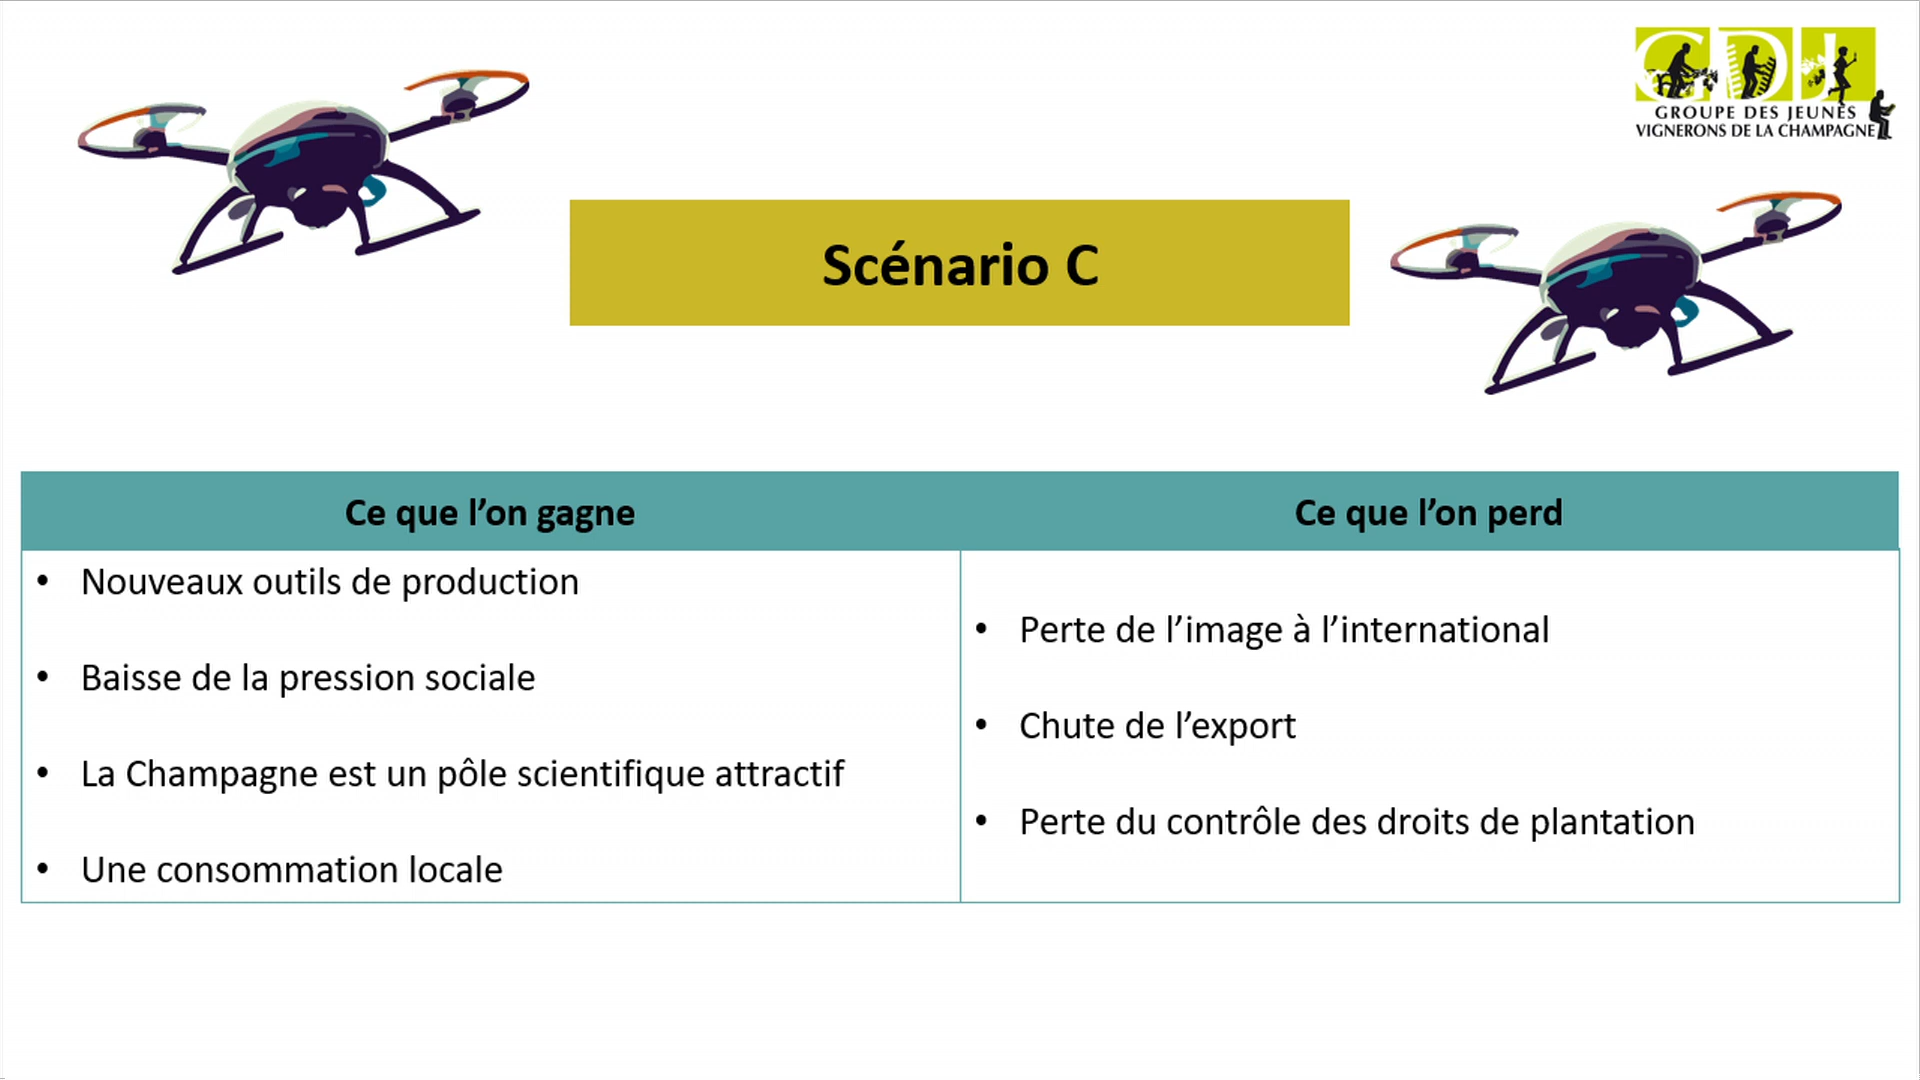 GDJ
GROUPE DES JEUNES
VIGNERONS DE LA CHAMPAGNE
Scénario C
Ce que l’on gagne
Ce que l’on perd
• Nouveaux outils de production
• Baisse de la pression sociale
• La Champagne est un pôle scientifique attractif
• Une consommation locale
• Perte de l’image à l’international
• Chute de l’export
• Perte du contrôle des droits de plantation